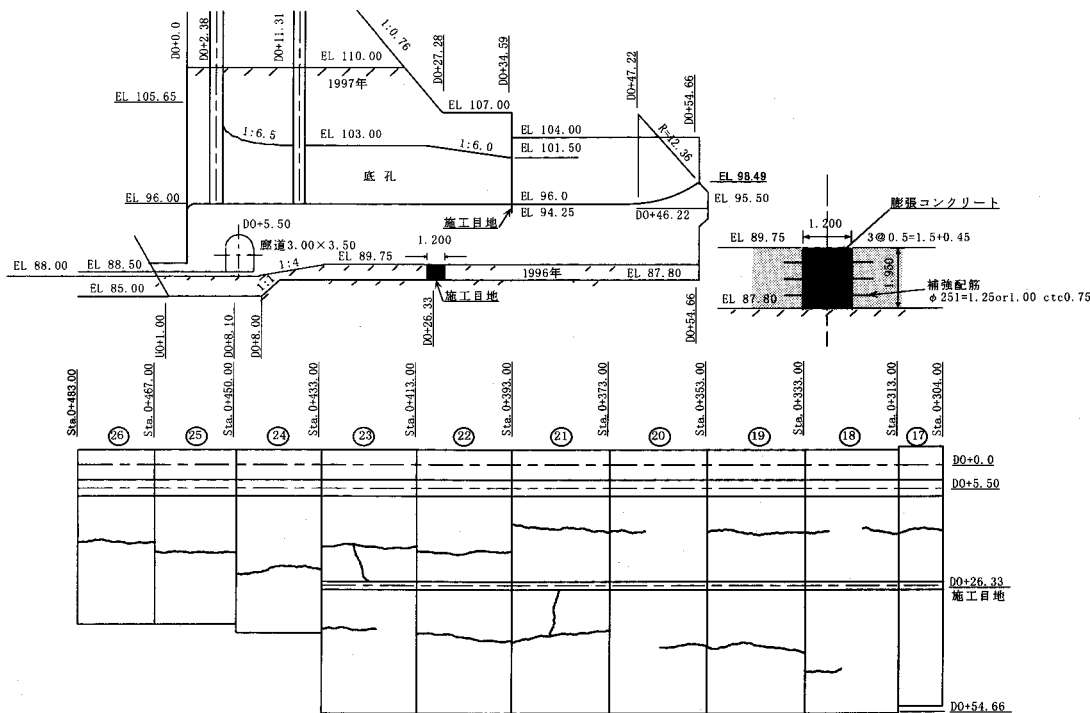 DO+0.0
DO+2.38
DO+11.31
1:0.76
DO+27.28
DO+34.59
DO+47.22
DO+54.66
EL 110.00
1997年
EL 105.65
EL 107.00
1:6.5
EL 103.00
1:6.0
EL 104.00
EL 101.50
R=12.36
底孔
EL 98.49
EL 96.00
EL 96.0
EL 95.50
EL 94.25
DO+46.22
施工目地
DO+5.50
廊道3.00×3.50
1.200
EL 88.00
EL 88.50
1:4
EL 89.75
1996年
EL 87.80
1:1
EL 85.00
施工目地
UO+1.00
DO+8.10
DO+8.00
DO+26.33
DO+54.66
膨張コンクリート
1.200
EL 89.75
3@0.5=1.5+0.45
1.950
EL 87.80
補強配筋
φ251=1.25or1.00 ctc0.75
Sta.0+483.00
Sta.0+467.00
Sta.0+450.00
Sta.0+433.00
Sta.0+413.00
Sta.0+393.00
Sta.0+373.00
Sta.0+353.00
Sta.0+333.00
Sta.0+313.00
Sta.0+304.00
㉖ ㉕ ㉔ ㉓ ㉒ ㉑ ⑳ ⑲ ⑱ ⑰
DO+0.0
DO+5.50
DO+26.33
施工目地
DO+54.66